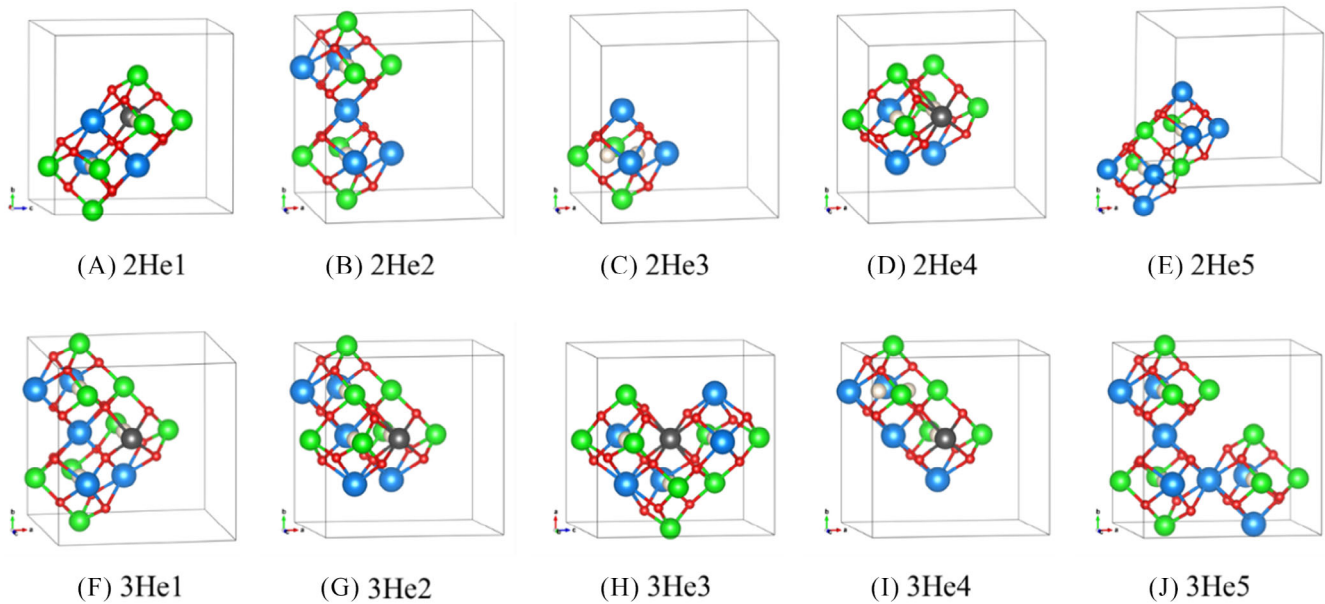 (A) 2He1
(B) 2He2
(C) 2He3
(D) 2He4
(E) 2He5
(F) 3He1
(G) 3He2
(H) 3He3
(I) 3He4
(J) 3He5